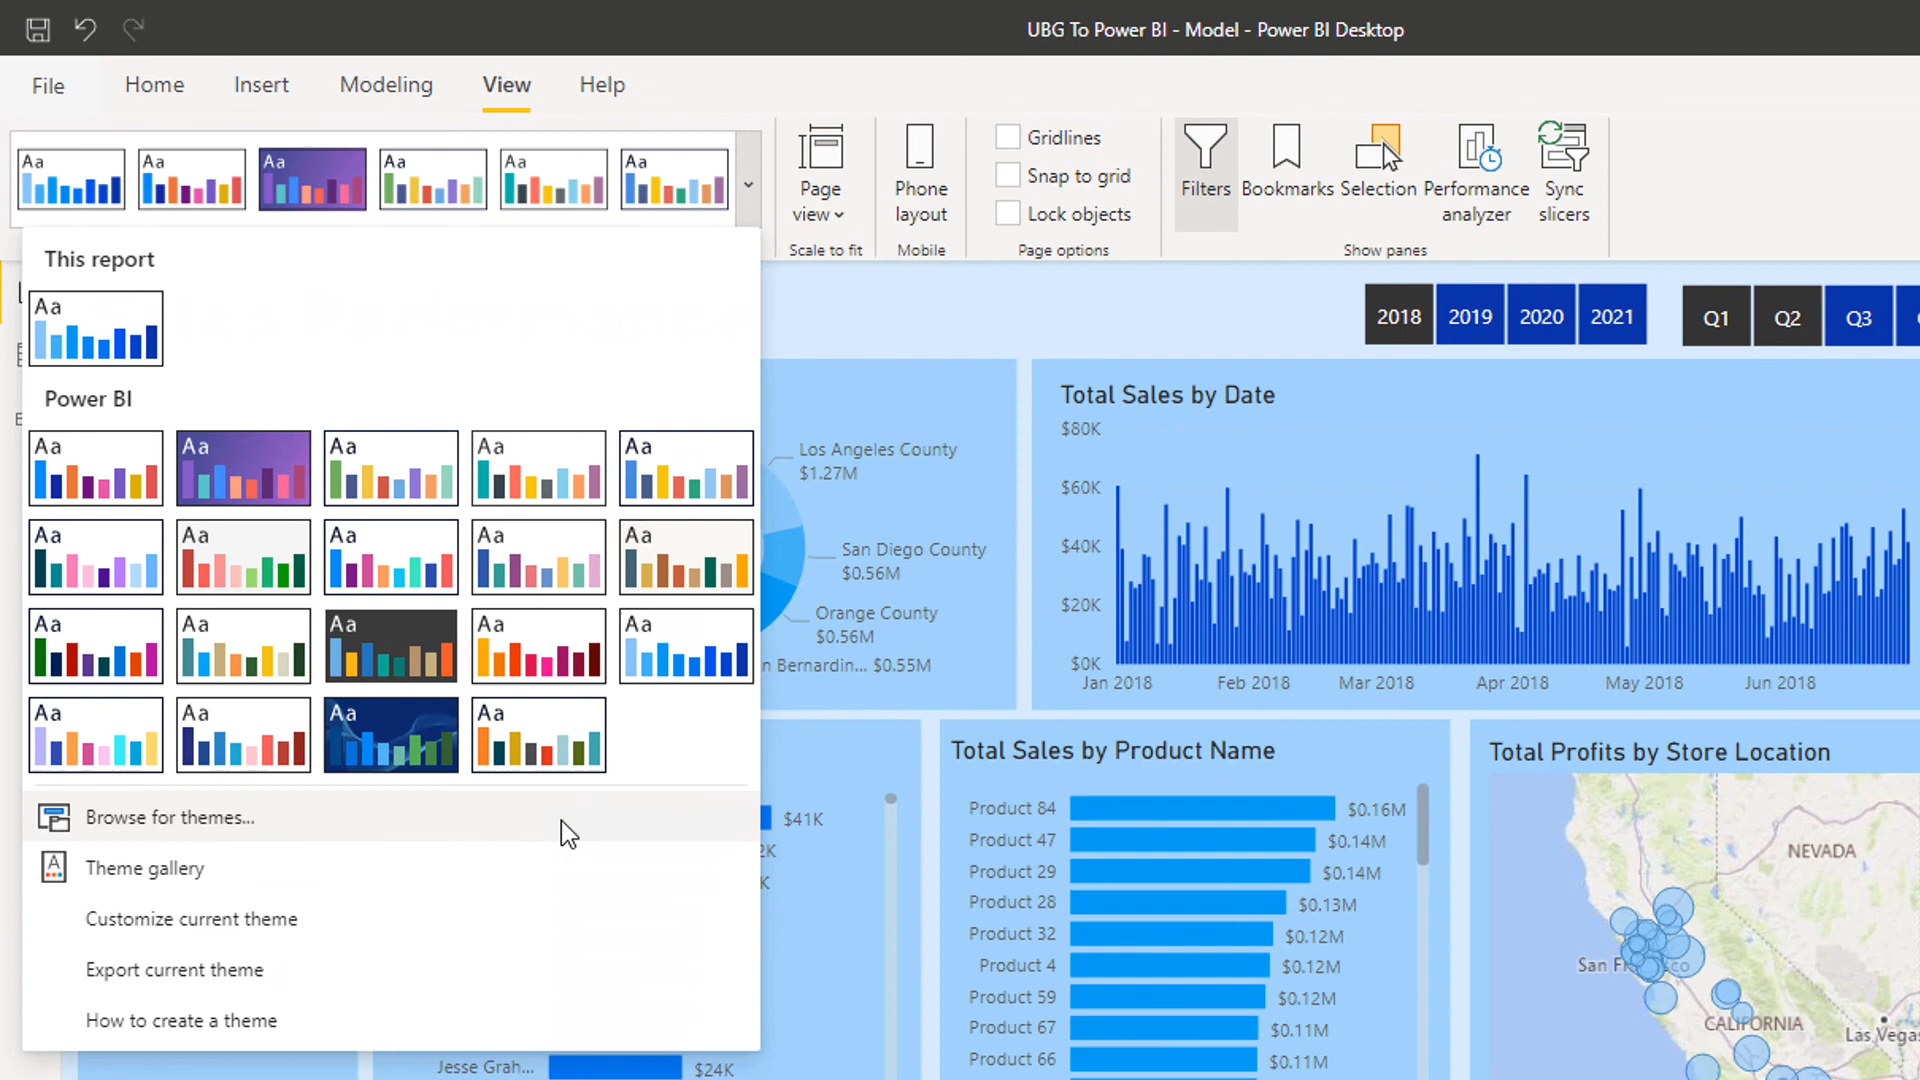 UBG To Power BI - Model - Power BI Desktop
File Home Insert Modeling View Help
Aa Aa Aa Aa Aa Aa
Page view
Scale to fit
Phone layout
Mobile
Gridlines
Snap to grid
Lock objects
Page options
Filters
Bookmarks
Selection
Performance analyzer
Sync slicers
Show panes
This report
Aa
Power BI
Aa Aa Aa Aa Aa
Aa Aa Aa Aa Aa
Aa Aa Aa Aa Aa
Aa Aa Aa Aa
Browse for themes...
Theme gallery
Customize current theme
Export current theme
How to create a theme
2018 2019 2020 2021 Q1 Q2 Q3
Los Angeles County
$1.27M
San Diego County
$0.56M
Orange County
$0.56M
n Bernardin... $0.55M
Total Sales by Date
$80K
$60K
$40K
$20K
$0K
Jan 2018 Feb 2018 Mar 2018 Apr 2018 May 2018 Jun 2018
$41K
2K
K
Jesse Grah... $24K
Total Sales by Product Name
Product 84 $0.16M
Product 47 $0.14M
Product 29 $0.14M
Product 28 $0.13M
Product 32 $0.12M
Product 4 $0.12M
Product 59 $0.12M
Product 67 $0.11M
Product 66 $0.11M
Total Profits by Store Location
NEVADA
San Fr sco
CALIFORNIA
Las Vegas